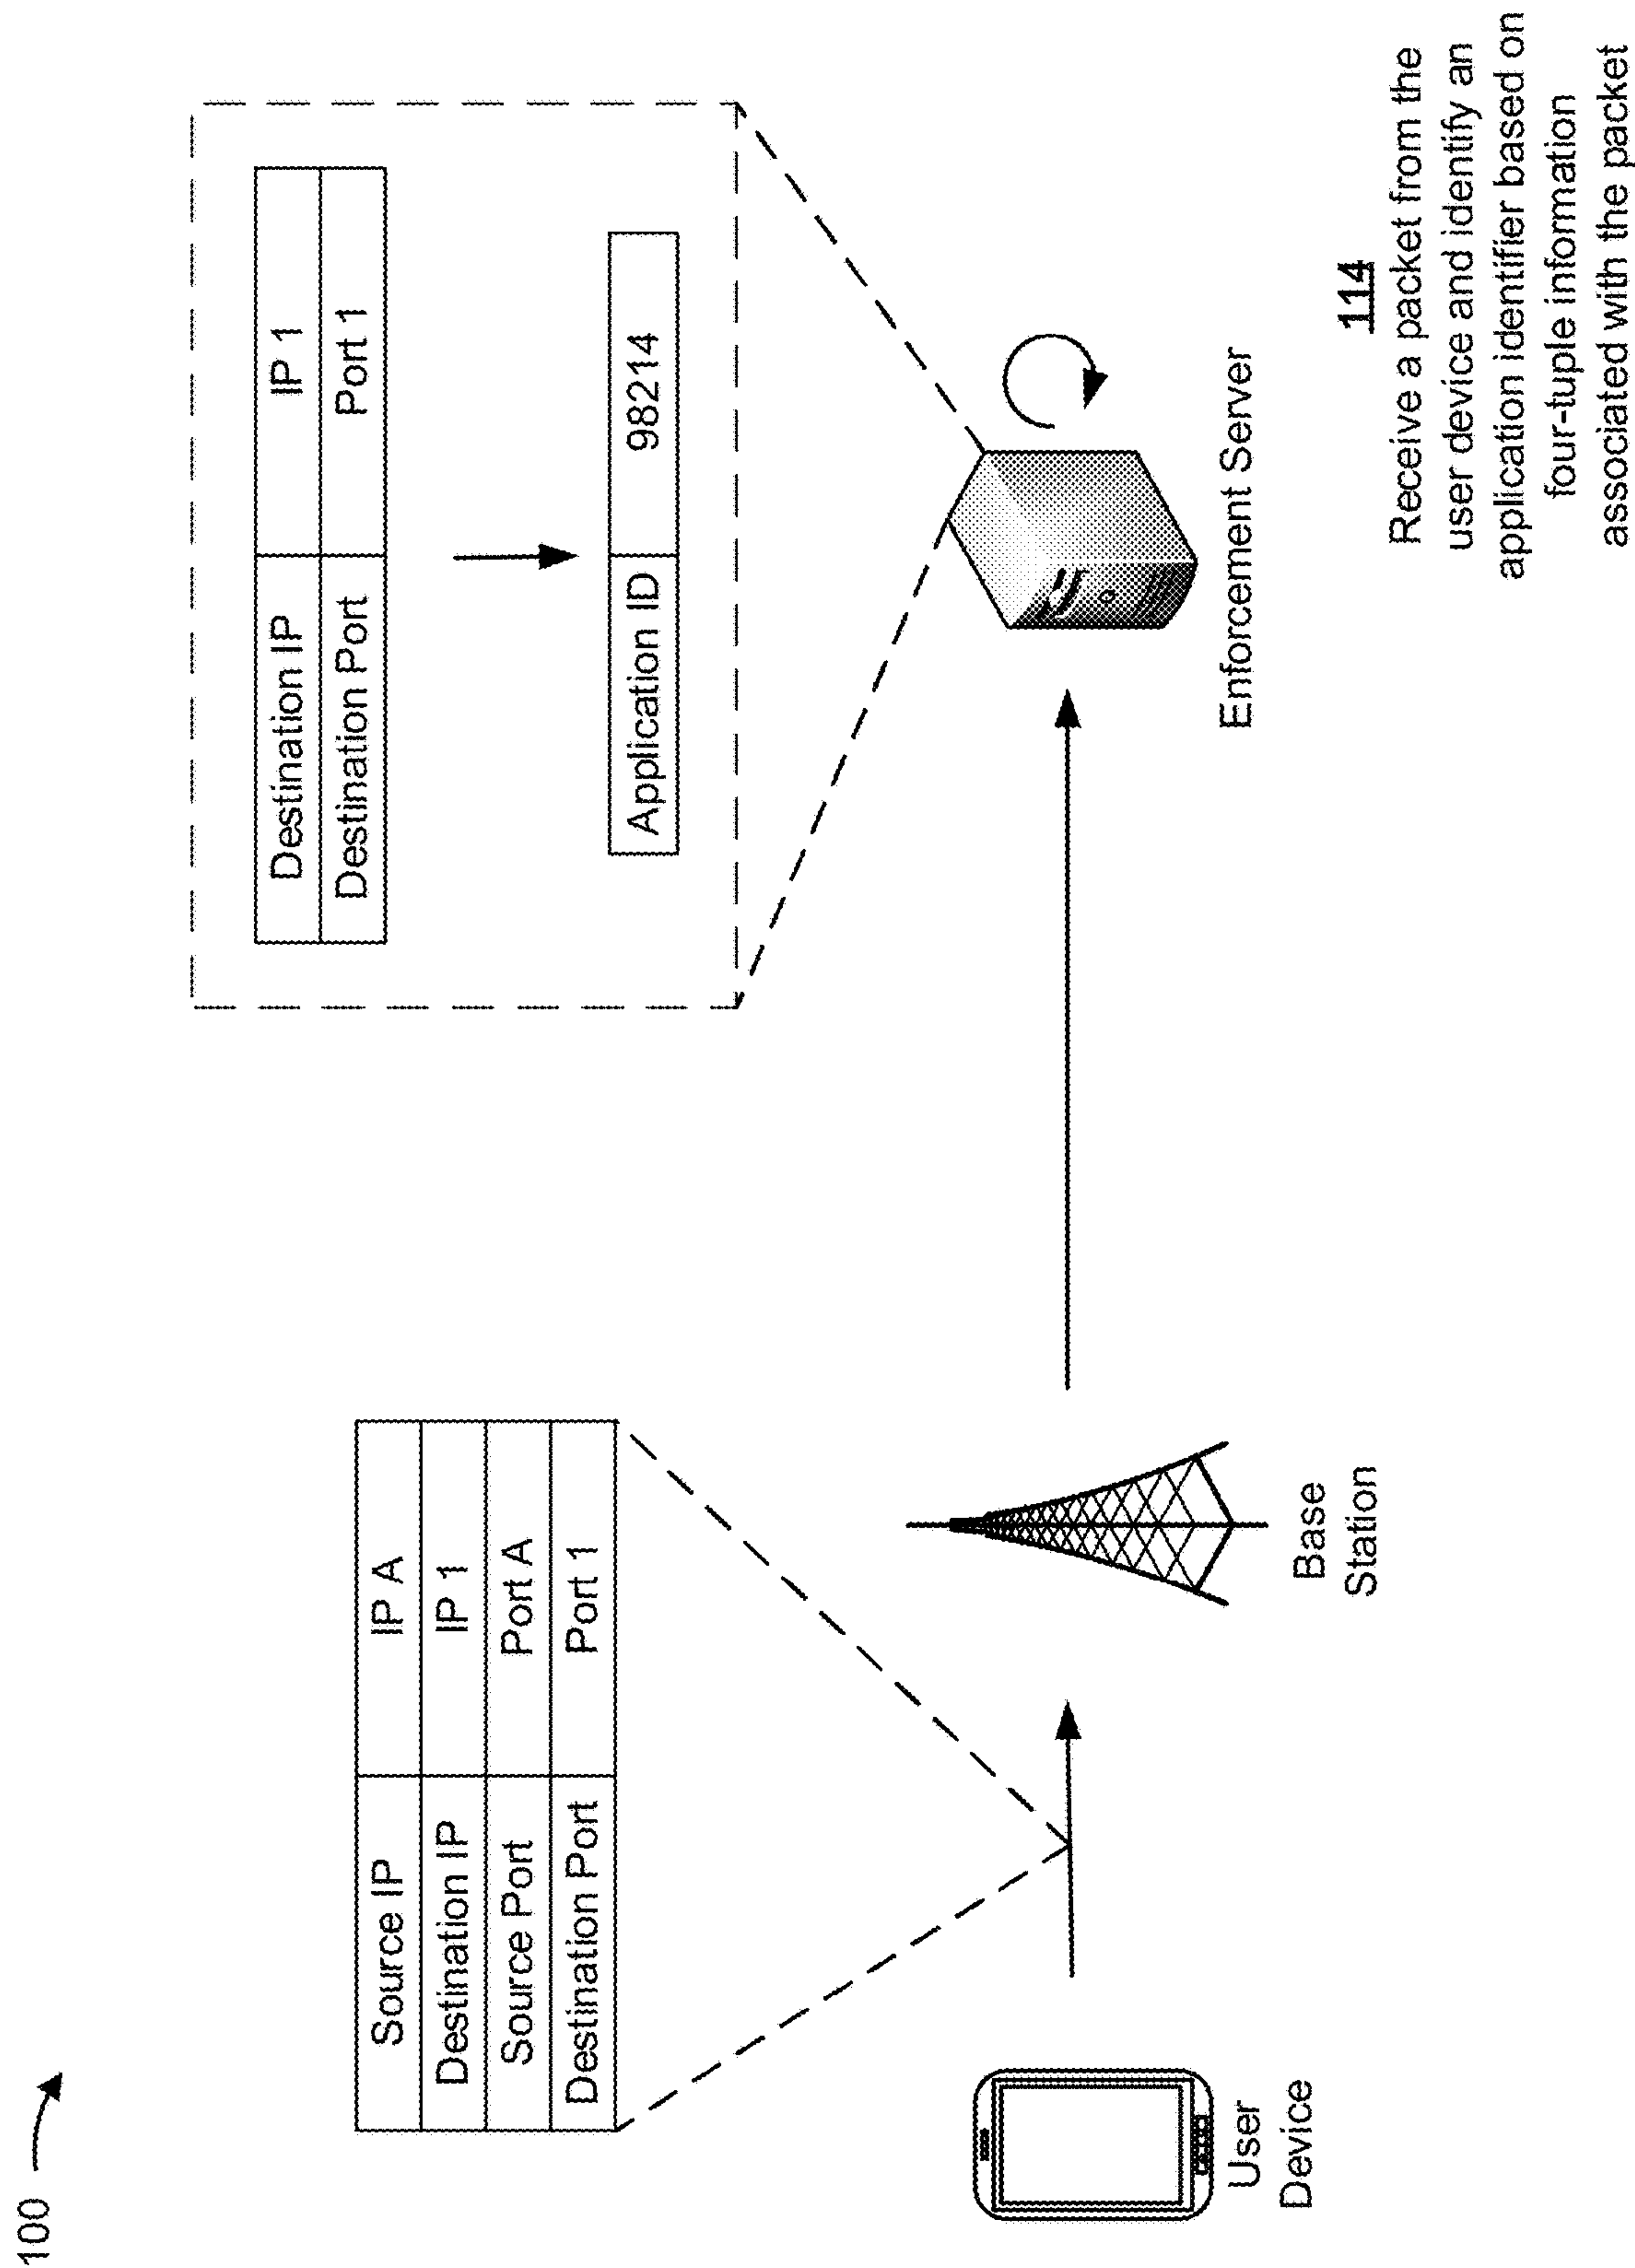 100
Source IP IP A
Destination IP IP 1
Source Port Port A
Destination Port Port 1
Destination IP IP 1
Destination Port Port 1
Application ID 98214
User
Device
Base
Station
Enforcement Server
114
Receive a packet from the
user device and identify an
application identifier based on
four-tuple information
associated with the packet